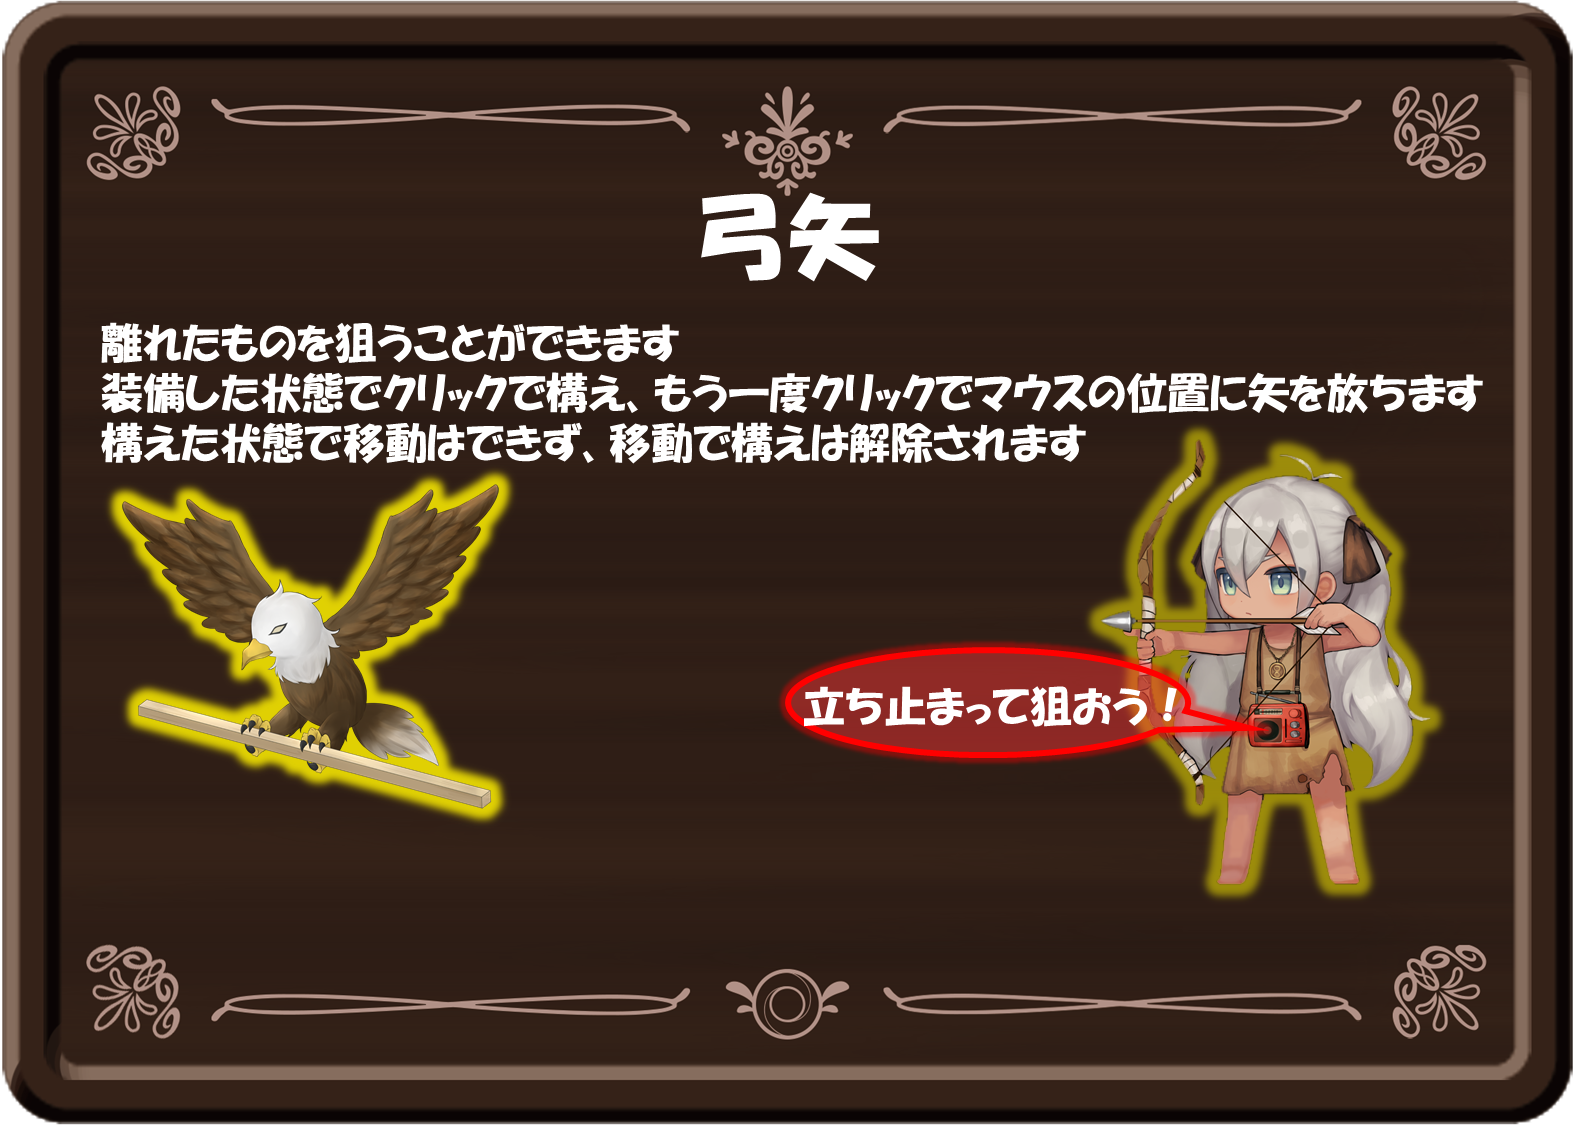 弓矢
離れたものを狙うことができます
装備した状態でクリックで構え、もう一度クリックでマウスの位置に矢を放ちます
構えた状態で移動はできず、移動で構えは解除されます
立ち止まって狙おう！